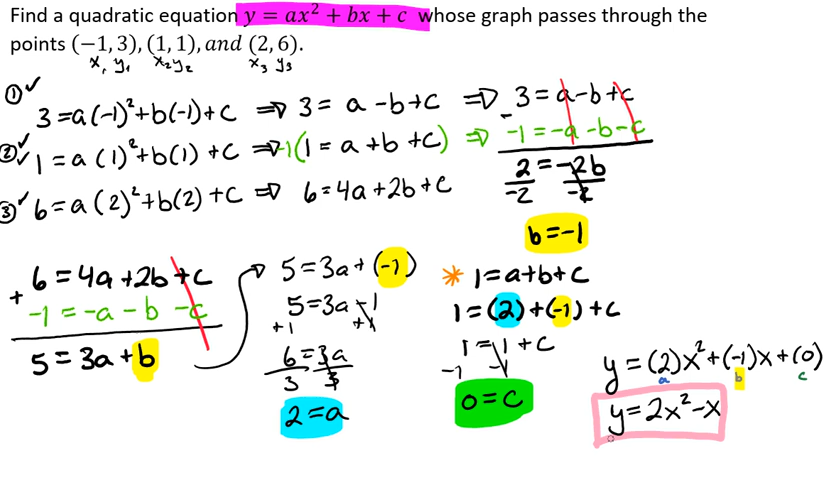 Find a quadratic equation y = ax² + bx + c whose graph passes through the
points (−1, 3), (1, 1), and (2, 6).
x₁ y₁ x₂ y₂ x₃ y₃
① ✓ 3 = a(-1)² + b(-1) + c ⇒ 3 = a - b + c ⇒ 3 = a - b + c
② ✓ 1 = a(1)² + b(1) + c ⇒ -1(1 = a + b + c) ⇒ -1 = -a - b - c
③ ✓ 6 = a(2)² + b(2) + c ⇒ 6 = 4a + 2b + c
2 = -2b
-2 -2
b = -1
6 = 4a + 2b + c
+ -1 = -a - b - c
5 = 3a + b
5 = 3a + (-1)
5 = 3a - 1
+1 +1
6 = 3a
3 3
2 = a
* 1 = a + b + c
1 = (2) + (-1) + c
1 = 1 + c
-1 -1
0 = c
y = (2)x² + (-1)x + (0)
a b c
y = 2x² - x